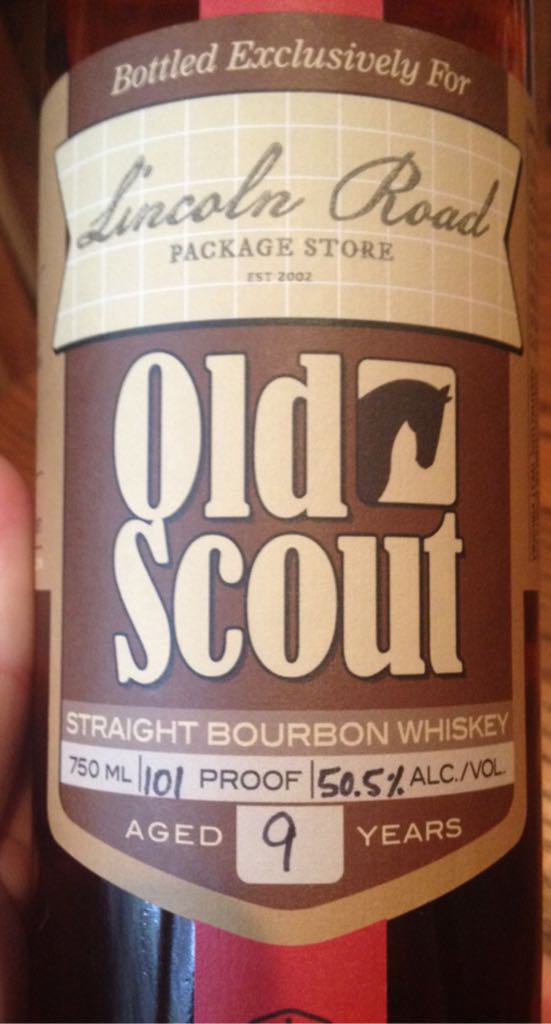 Bottled Exclusively For
Lincoln Road
PACKAGE STORE
EST 2002
Old
Scout
STRAIGHT BOURBON WHISKEY
750 ML 101 PROOF 50.5% ALC./VOL.
AGED 9 YEARS